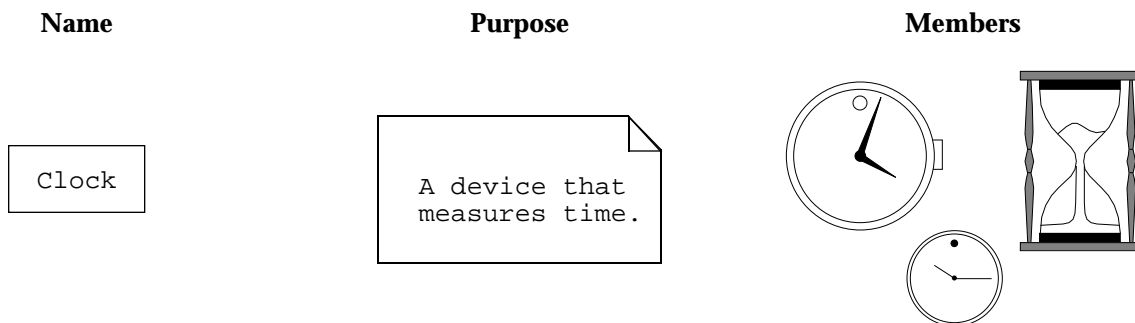 Name
Purpose
Members
Clock
A device that
measures time.